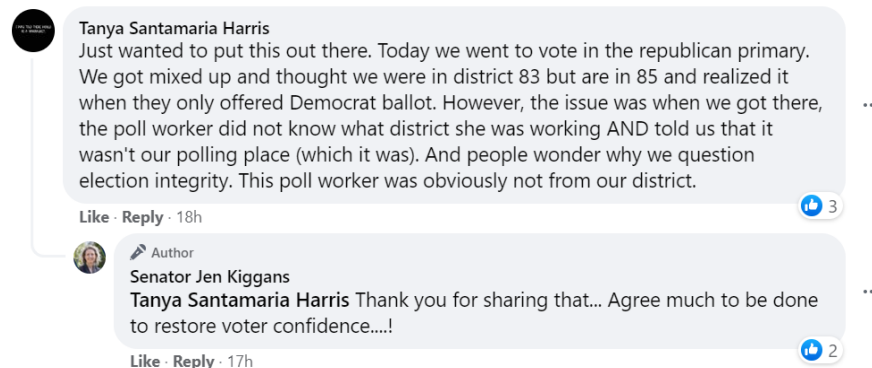 Tanya Santamaria Harris
Just wanted to put this out there. Today we went to vote in the republican primary.
We got mixed up and thought we were in district 83 but are in 85 and realized it
when they only offered Democrat ballot. However, the issue was when we got there,
the poll worker did not know what district she was working AND told us that it
wasn't our polling place (which it was). And people wonder why we question
election integrity. This poll worker was obviously not from our district.
3
Like · Reply · 18h
Author
Senator Jen Kiggans
Tanya Santamaria Harris Thank you for sharing that... Agree much to be done
to restore voter confidence....!
2
Like · Reply · 17h